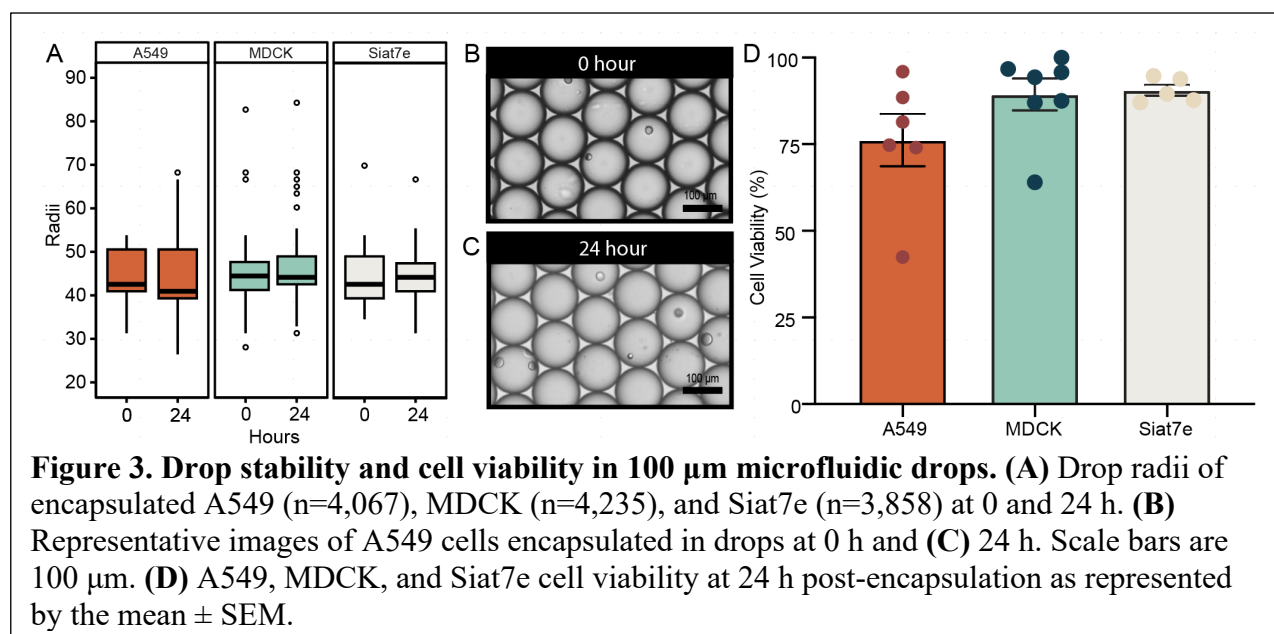 A
A549
MDCK
Siat7e
90
80
70
60
50
40
30
20
Radii
0
24
0
24
0
24
Hours
B
0 hour
100 µm
C
24 hour
100 µm
D
100
75
50
25
0
Cell Viability (%)
A549
MDCK
Siat7e
Figure 3. Drop stability and cell viability in 100 µm microfluidic drops. (A) Drop radii of
encapsulated A549 (n=4,067), MDCK (n=4,235), and Siat7e (n=3,858) at 0 and 24 h. (B)
Representative images of A549 cells encapsulated in drops at 0 h and (C) 24 h. Scale bars are
100 µm. (D) A549, MDCK, and Siat7e cell viability at 24 h post-encapsulation as represented
by the mean ± SEM.